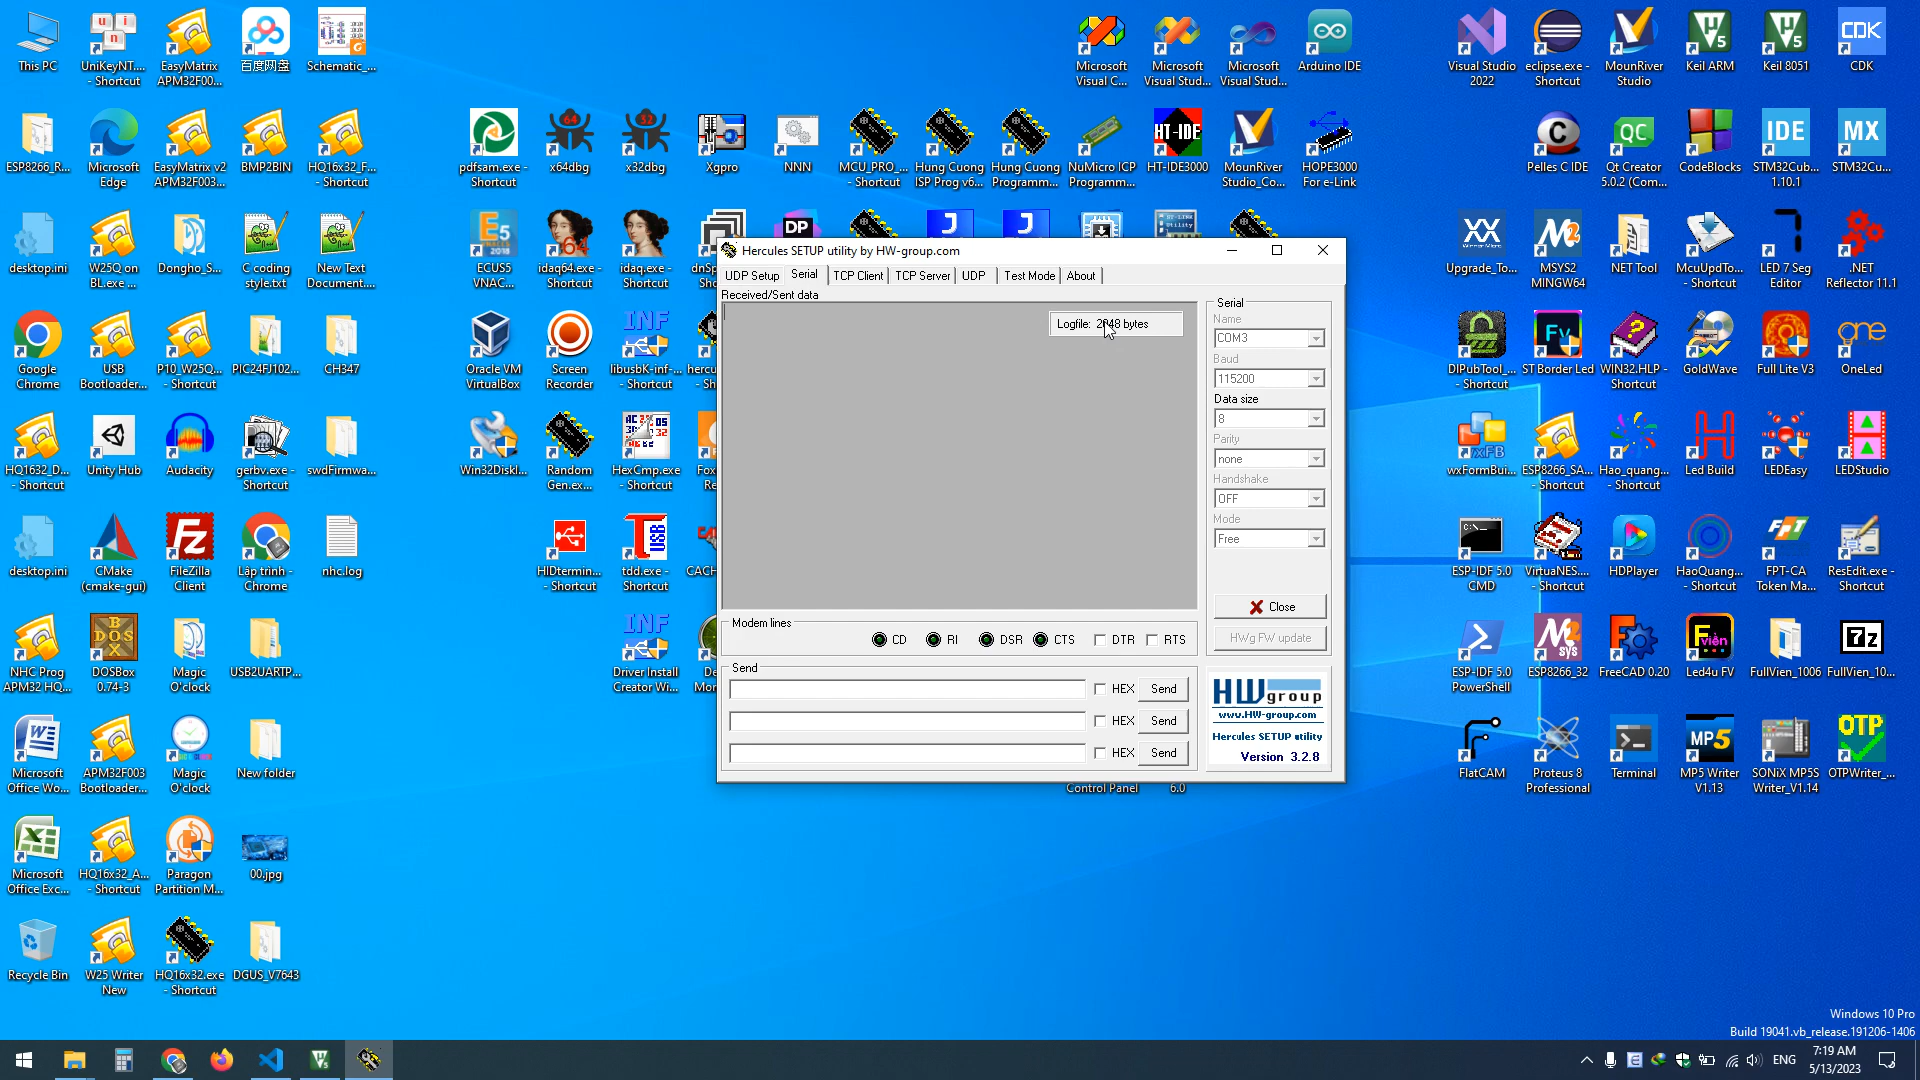 This PC
UniKeyNT....
- Shortcut
EasyMatrix
APM32F00...
百度网盘
Schematic_...
Microsoft
Visual C...
Microsoft
Visual Stud...
Microsoft
Visual Stud...
Arduino IDE
Visual Studio
2022
eclipse.exe -
Shortcut
MounRiver
Studio
Keil ARM
Keil 8051
CDK
ESP8266_R...
Microsoft
Edge
EasyMatrix v2
APM32F003...
BMP2BIN
HQ16x32_F...
- Shortcut
pdfsam.exe -
Shortcut
x64dbg
x32dbg
Xgpro
NNN
MCU_PRO_...
- Shortcut
Hung Cuong
ISP Prog v6...
Hung Cuong
Programm...
NuMicro ICP
Programm...
HT-IDE3000
MounRiver
Studio_Co...
HOPE3000
For e-Link
Pelles C IDE
Qt Creator
5.0.2 (Com...
CodeBlocks
STM32Cub...
1.10.1
STM32Cu...
desktop.ini
W25Q on
BL.exe ...
Dongho_S...
C coding
style.txt
New Text
Document....
ECUS5
VNAC...
idaq64.exe -
Shortcut
idaq.exe -
Shortcut
Upgrade_To...
MSYS2
MINGW64
NET Tool
McuUpdTo...
- Shortcut
LED 7 Seg
Editor
.NET
Reflector 11.1
Hercules SETUP utility by HW-group.com
UDP Setup
Serial
TCP Client
TCP Server
UDP
Test Mode
About
Received/Sent data
Logfile: 2048 bytes
Serial
Name
COM3
Baud
115200
Data size
8
Parity
none
Handshake
OFF
Mode
Free
Close
HWg FW update
Modem lines
CD
RI
DSR
CTS
DTR
RTS
Send
HEX
Send
HEX
Send
HEX
Send
HW group
www.HW-group.com
Hercules SETUP utility
Version 3.2.8
Google
Chrome
USB
Bootloader...
P10_W25Q...
- Shortcut
PIC24FJ102...
CH347
Oracle VM
VirtualBox
Screen
Recorder
libusbK-inf-...
- Shortcut
DIPubTool_...
- Shortcut
ST Border Led
WIN32.HLP -
Shortcut
GoldWave
Full Lite V3
OneLed
HQ1632_D...
- Shortcut
Unity Hub
Audacity
gerbv.exe -
Shortcut
swdFirmwa...
Win32DiskI...
Random
Gen.ex...
HexCmp.exe
- Shortcut
wxFormBui...
ESP8266_SA...
- Shortcut
Hao_quang...
- Shortcut
Led Build
LEDEasy
LEDStudio
desktop.ini
CMake
(cmake-gui)
FileZilla
Client
Lập trình -
Chrome
nhc.log
HIDtermin...
- Shortcut
tdd.exe -
Shortcut
ESP-IDF 5.0
CMD
VirtuaNES....
- Shortcut
HDPlayer
HaoQuang...
- Shortcut
FPT-CA
Token Ma...
ResEdit.exe -
Shortcut
NHC Prog
APM32 HQ...
DOSBox
0.74-3
Magic
O'clock
USB2UARTP...
Driver Install
Creator Wi...
ESP-IDF 5.0
PowerShell
ESP8266_32
FreeCAD 0.20
Led4u FV
FullVien_1006
FullVien_10...
Microsoft
Office Wo...
APM32F003
Bootloader...
Magic
O'clock
New folder
Control Panel
6.0
FlatCAM
Proteus 8
Professional
Terminal
MP5 Writer
V1.13
SONiX MP5S
Writer_V1.14
OTPWriter_...
Microsoft
Office Exc...
HQ16x32_A...
- Shortcut
Paragon
Partition M...
00.jpg
Recycle Bin
W25 Writer
New
HQ16x32.exe
- Shortcut
DGUS_V7643
Windows 10 Pro
Build 19041.vb_release.191206-1406
ENG
7:19 AM
5/13/2023